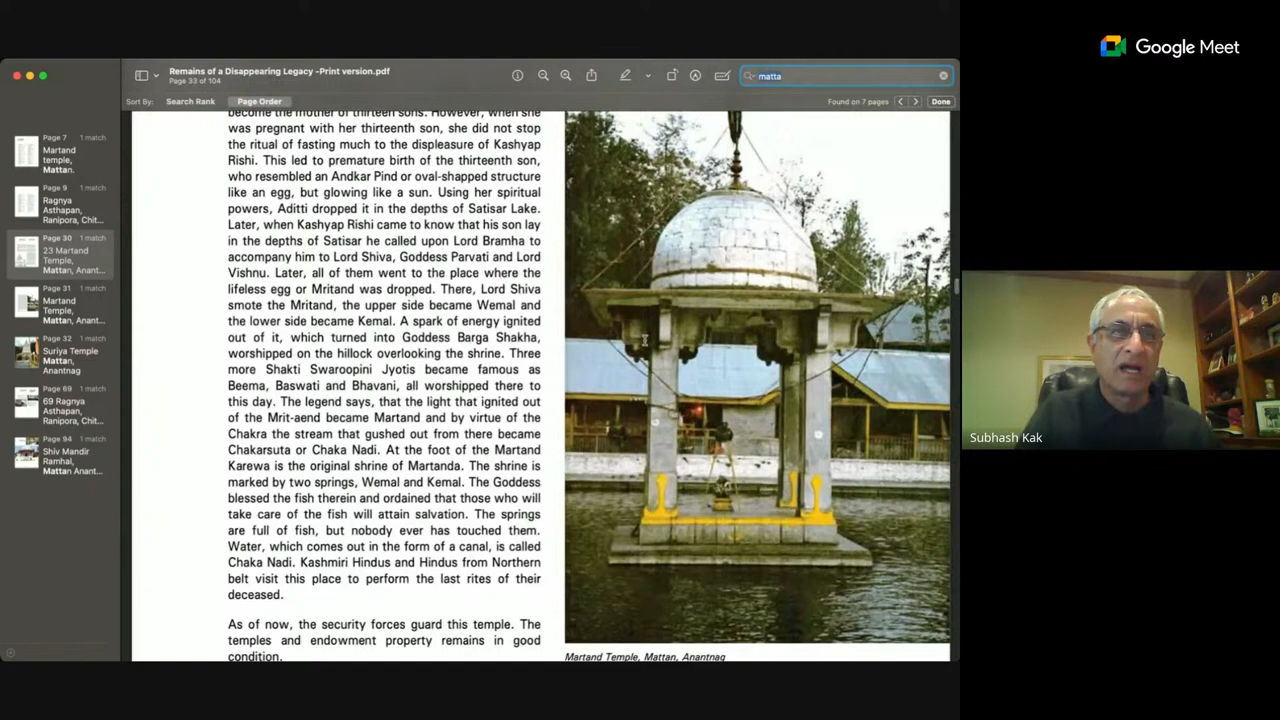 Google Meet
Remains of a Disappearing Legacy -Print version.pdf
Page 33 of 104
matta
Sort By:
Search Rank
Page Order
Found on 7 pages
Done
Page 7
1 match
Martand
temple,
Mattan.
Page 9
1 match
Ragnya
Asthapan,
Ranipora, Chit...
Page 30
1 match
23 Martand
Temple,
Mattan, Anant...
Page 31
1 match
Martand
Temple,
Mattan, Anant...
Page 32
1 match
Suriya Temple
Mattan,
Anantnag
Page 69
1 match
69 Ragnya
Asthapan,
Ranipora, Chit...
Page 94
1 match
Shiv Mandir
Ramhal,
Mattan Anant...
become the mother of thirteen sons. However, when she
was pregnant with her thirteenth son, she did not stop
the ritual of fasting much to the displeasure of Kashyap
Rishi. This led to premature birth of the thirteenth son,
who resembled an Andkar Pind or oval-shapped structure
like an egg, but glowing like a sun. Using her spiritual
powers, Aditti dropped it in the depths of Satisar Lake.
Later, when Kashyap Rishi came to know that his son lay
in the depths of Satisar he called upon Lord Bramha to
accompany him to Lord Shiva, Goddess Parvati and Lord
Vishnu. Later, all of them went to the place where the
lifeless egg or Mritand was dropped. There, Lord Shiva
smote the Mritand, the upper side became Wemal and
the lower side became Kemal. A spark of energy ignited
out of it, which turned into Goddess Barga Shakha,
worshipped on the hillock overlooking the shrine. Three
more Shakti Swaroopini Jyotis became famous as
Beema, Baswati and Bhavani, all worshipped there to
this day. The legend says, that the light that ignited out
of the Mrit-aend became Martand and by virtue of the
Chakra the stream that gushed out from there became
Chakarsuta or Chaka Nadi. At the foot of the Martand
Karewa is the original shrine of Martanda. The shrine is
marked by two springs, Wemal and Kemal. The Goddess
blessed the fish therein and ordained that those who will
take care of the fish will attain salvation. The springs
are full of fish, but nobody ever has touched them.
Water, which comes out in the form of a canal, is called
Chaka Nadi. Kashmiri Hindus and Hindus from Northern
belt visit this place to perform the last rites of their
deceased.
As of now, the security forces guard this temple. The
temples and endowment property remains in good
condition.
Martand Temple, Mattan, Anantnag
Subhash Kak